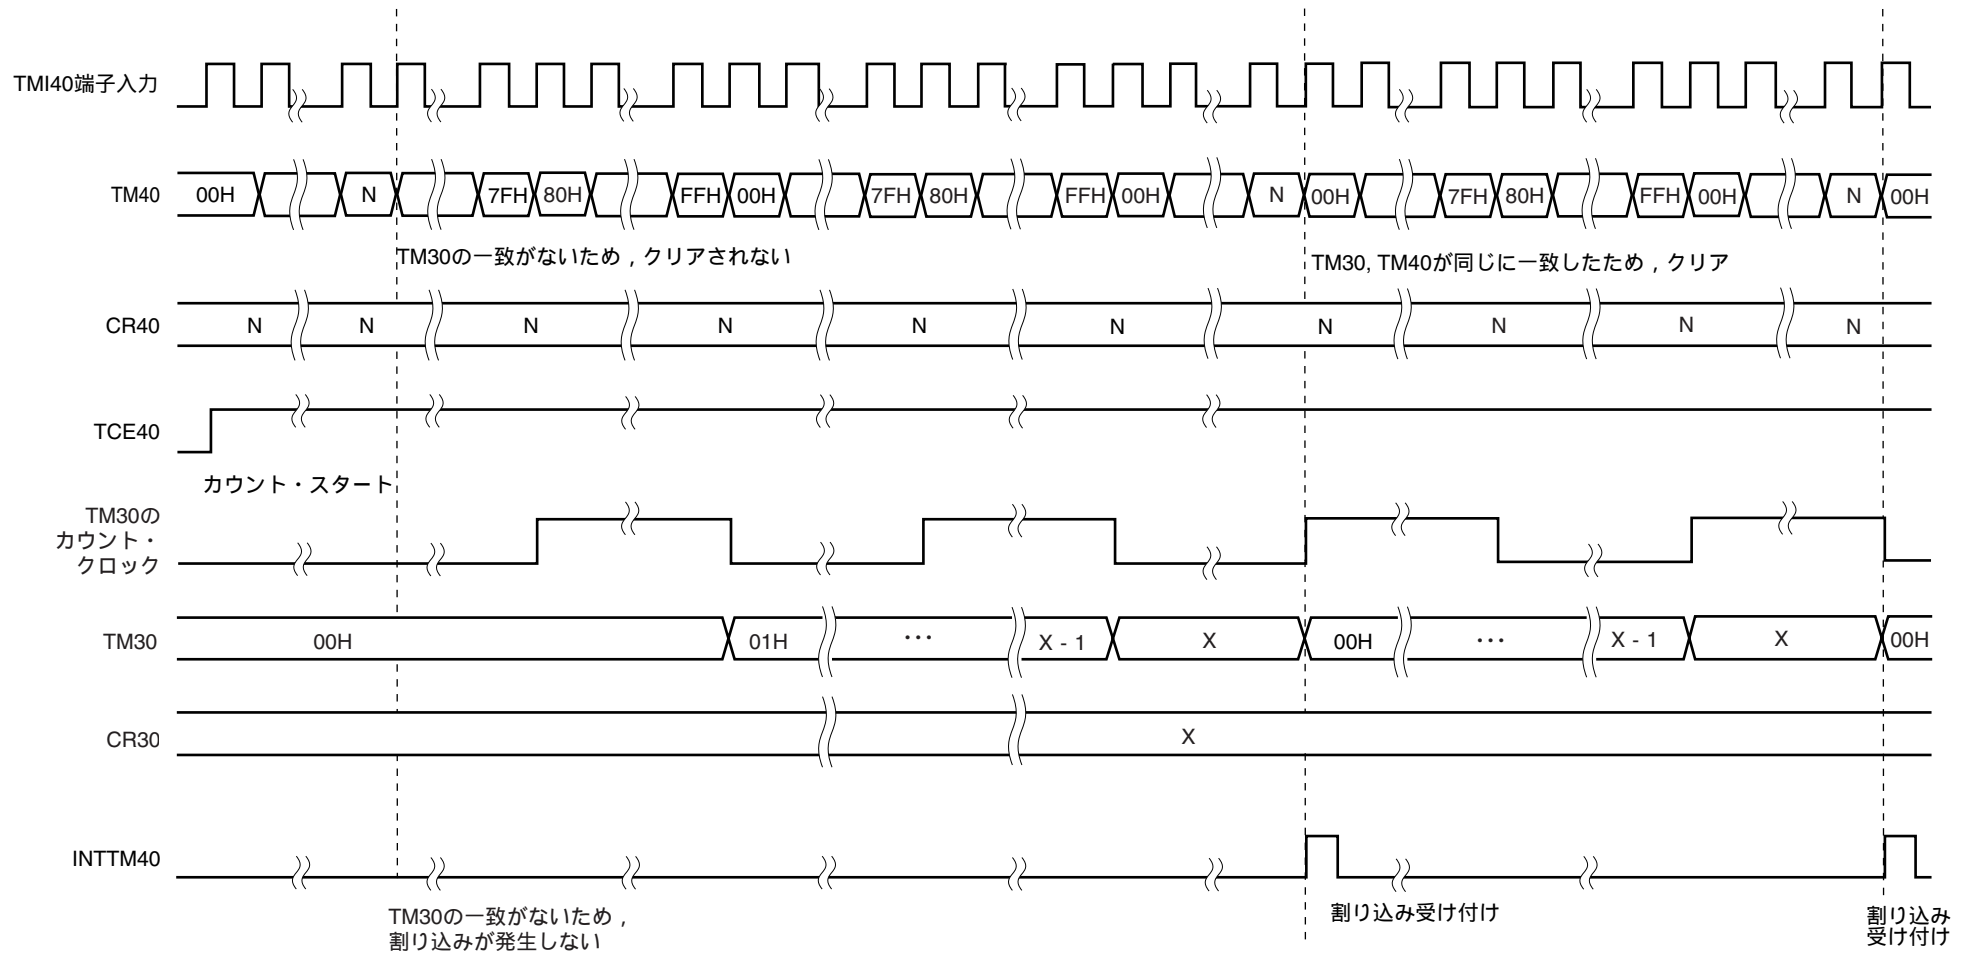 TMI40端子入力
TM40 00H N 7FH 80H FFH 00H 7FH 80H FFH 00H N 00H 7FH 80H FFH 00H N 00H
TM30の一致がないため，クリアされない
TM30, TM40が同じに一致したため，クリア
CR40 N N N N N N N N N N
TCE40
カウント・スタート
TM30の
カウント・
クロック
TM30 00H 01H ··· X - 1 X 00H ··· X - 1 X 00H
CR30 X
INTTM40
TM30の一致がないため，
割り込みが発生しない
割り込み受け付け
割り込み
受け付け